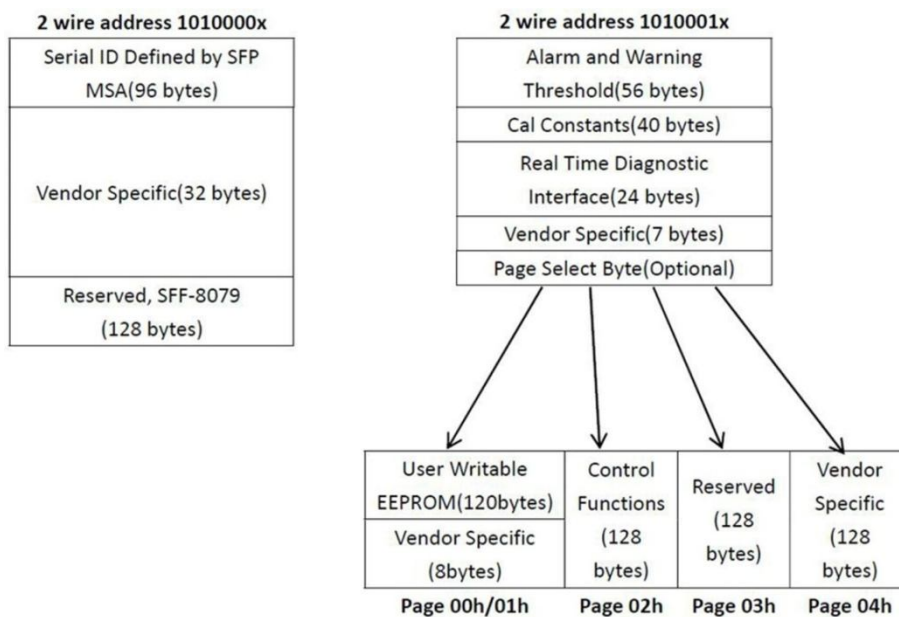 2 wire address 1010000x
Serial ID Defined by SFP
MSA(96 bytes)
Vendor Specific(32 bytes)
Reserved, SFF-8079
(128 bytes)
2 wire address 1010001x
Alarm and Warning
Threshold(56 bytes)
Cal Constants(40 bytes)
Real Time Diagnostic
Interface(24 bytes)
Vendor Specific(7 bytes)
Page Select Byte(Optional)
User Writable
EEPROM(120bytes)
Vendor Specific
(8bytes)
Page 00h/01h
Control
Functions
(128
bytes)
Page 02h
Reserved
(128
bytes)
Page 03h
Vendor
Specific
(128
bytes)
Page 04h